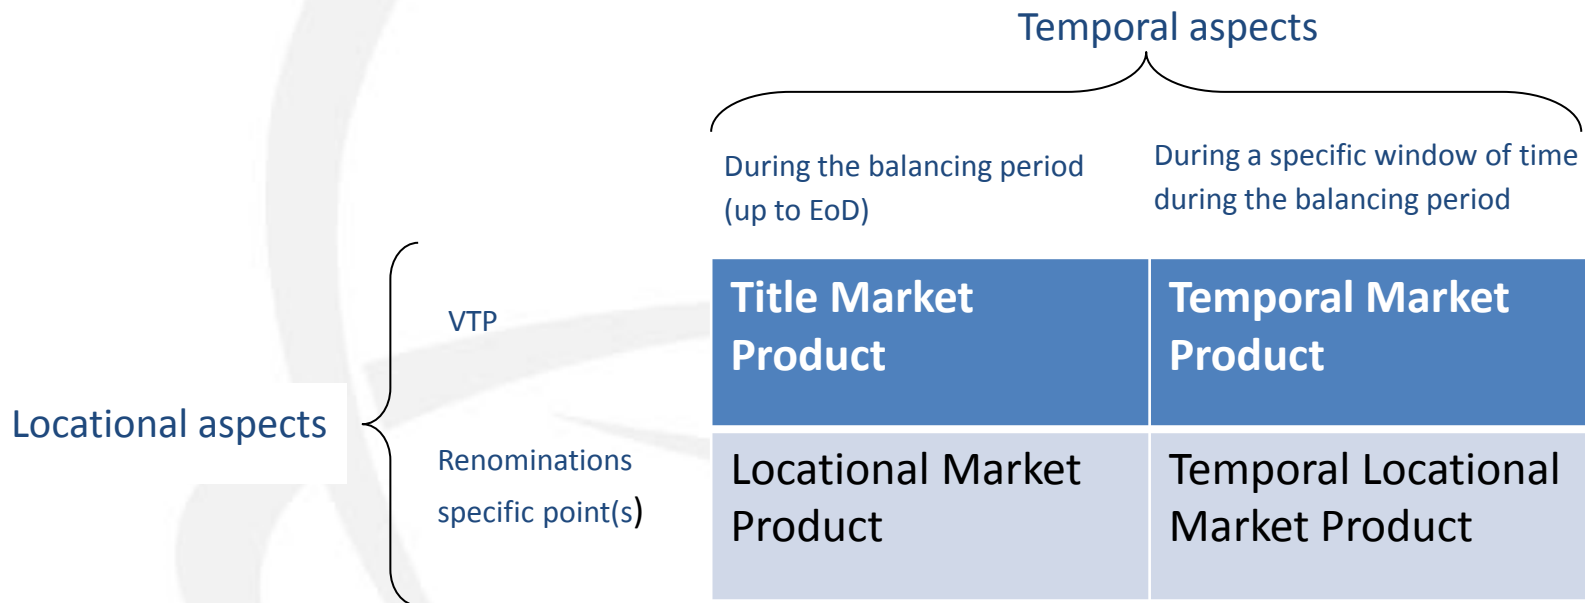 Temporal aspects
During the balancing period
(up to EoD)
During a specific window of time
during the balancing period
Locational aspects
VTP
Title Market
Product
Temporal Market
Product
Renominations
specific point(s)
Locational Market
Product
Temporal Locational
Market Product